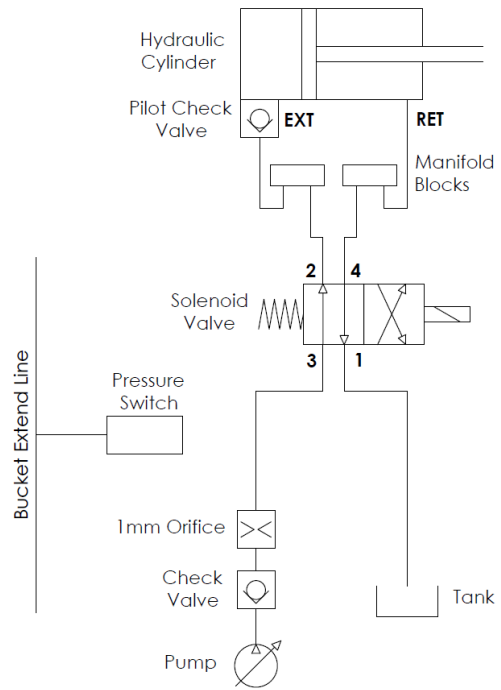 Hydraulic
Cylinder
Pilot Check
Valve
EXT
RET
Manifold
Blocks
2
4
Solenoid
Valve
3
1
Pressure
Switch
Bucket Extend Line
1mm Orifice
Check
Valve
Tank
Pump